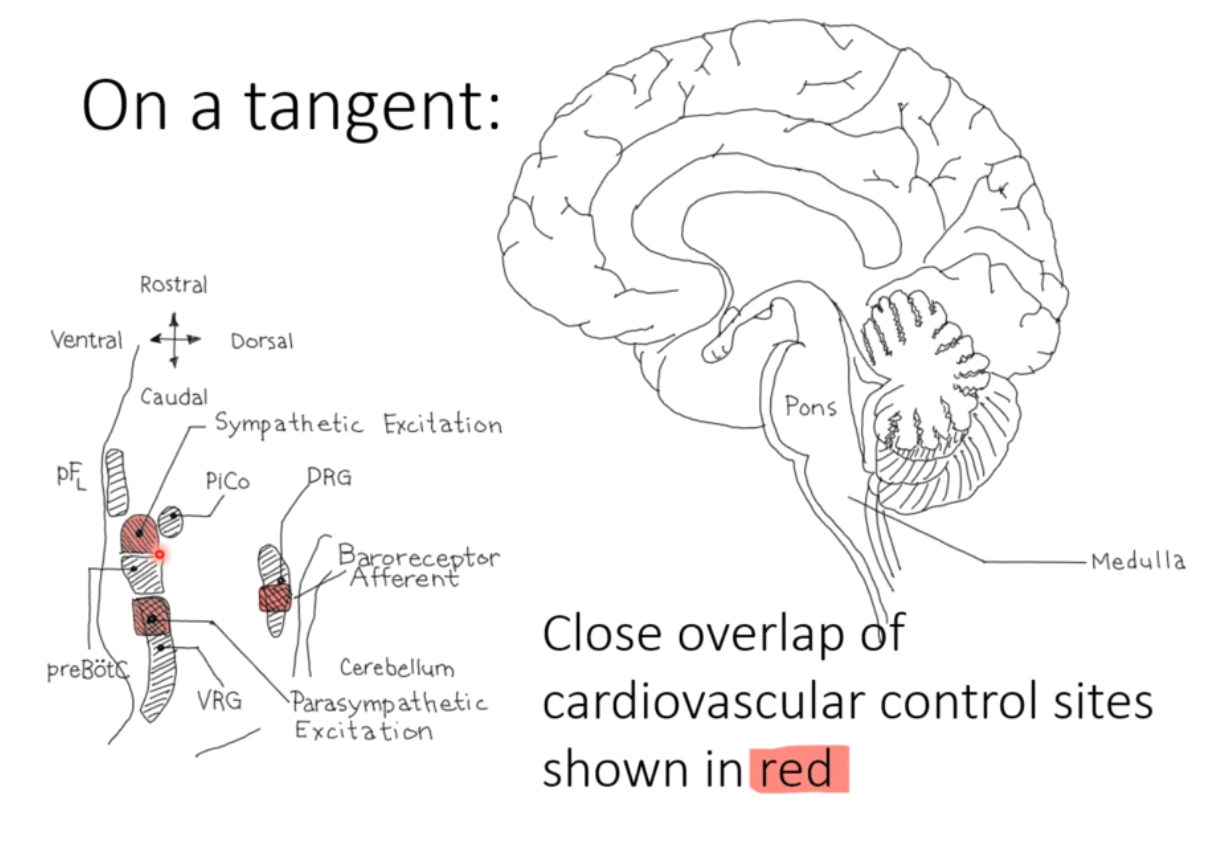 On a tangent:
Rostral
Ventral
Dorsal
Caudal
Sympathetic Excitation
pFL
PiCo
DRG
Baroreceptor
Afferent
preBötC
VRG
Cerebellum
Parasympathetic
Excitation
Pons
Medulla
Close overlap of
cardiovascular control sites
shown in red